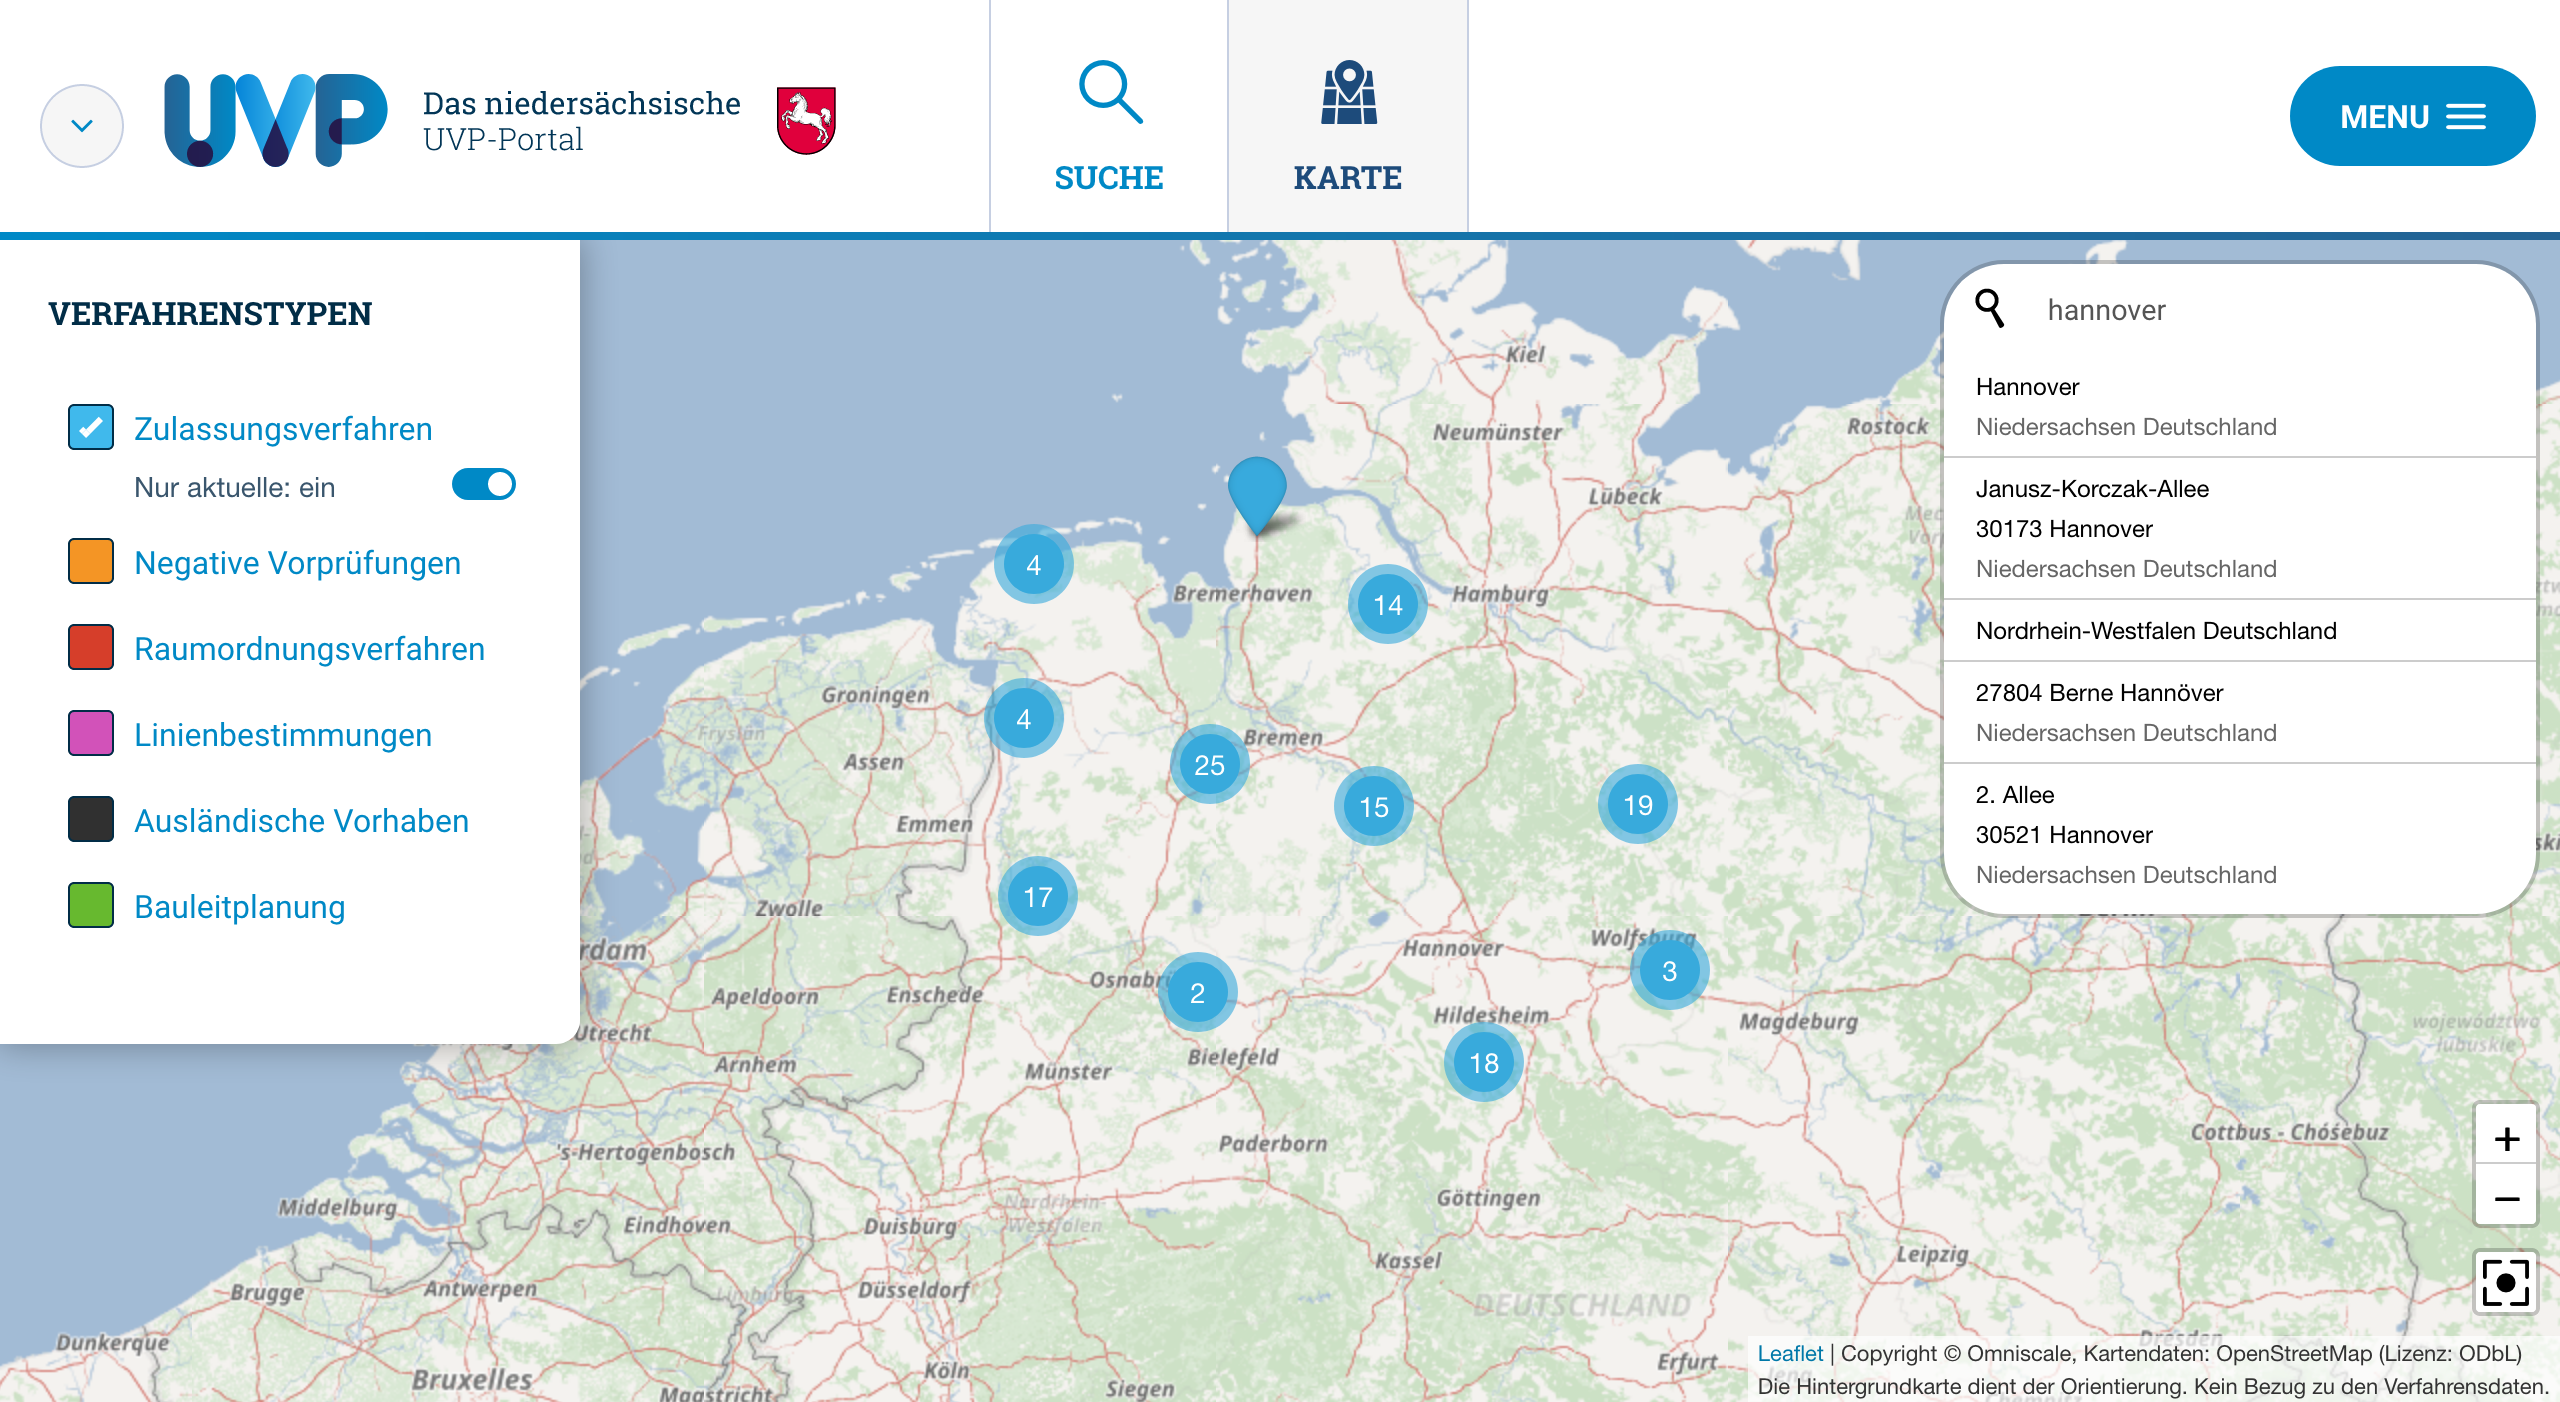 UVP
Das niedersächsische
UVP-Portal
SUCHE
KARTE
MENU
VERFAHRENSTYPEN
Zulassungsverfahren
Nur aktuelle: ein
Negative Vorprüfungen
Raumordnungsverfahren
Linienbestimmungen
Ausländische Vorhaben
Bauleitplanung
hannover
Hannover
Niedersachsen Deutschland
Janusz-Korczak-Allee
30173 Hannover
Niedersachsen Deutschland
Nordrhein-Westfalen Deutschland
27804 Berne Hannöver
Niedersachsen Deutschland
2. Allee
30521 Hannover
Niedersachsen Deutschland
Kiel
Neumünster
Rostock
Lübeck
4
Bremerhaven
14
Hamburg
Groningen
4
Fryslân
Bremen
Assen
25
15
19
Emmen
17
Zwolle
Hannover
Wolfsburg
3
Apeldoorn
Enschede
2
Hildesheim
Magdeburg
województwo
lubuskie
Utrecht
Arnhem
Münster
Bielefeld
18
's-Hertogenbosch
Paderborn
Cottbus - Chóśebuz
Middelburg
Eindhoven
Duisburg
Nordrhein-
Westfalen
Göttingen
Kassel
Leipzig
Brugge
Antwerpen
Limburg
Düsseldorf
DEUTSCHLAND
Dunkerque
Bruxelles
Maastricht
Köln
Siegen
Erfurt
Dresden
Chemnitz
+
−
Leaflet | Copyright © Omniscale, Kartendaten: OpenStreetMap (Lizenz: ODbL)
Die Hintergrundkarte dient der Orientierung. Kein Bezug zu den Verfahrensdaten.